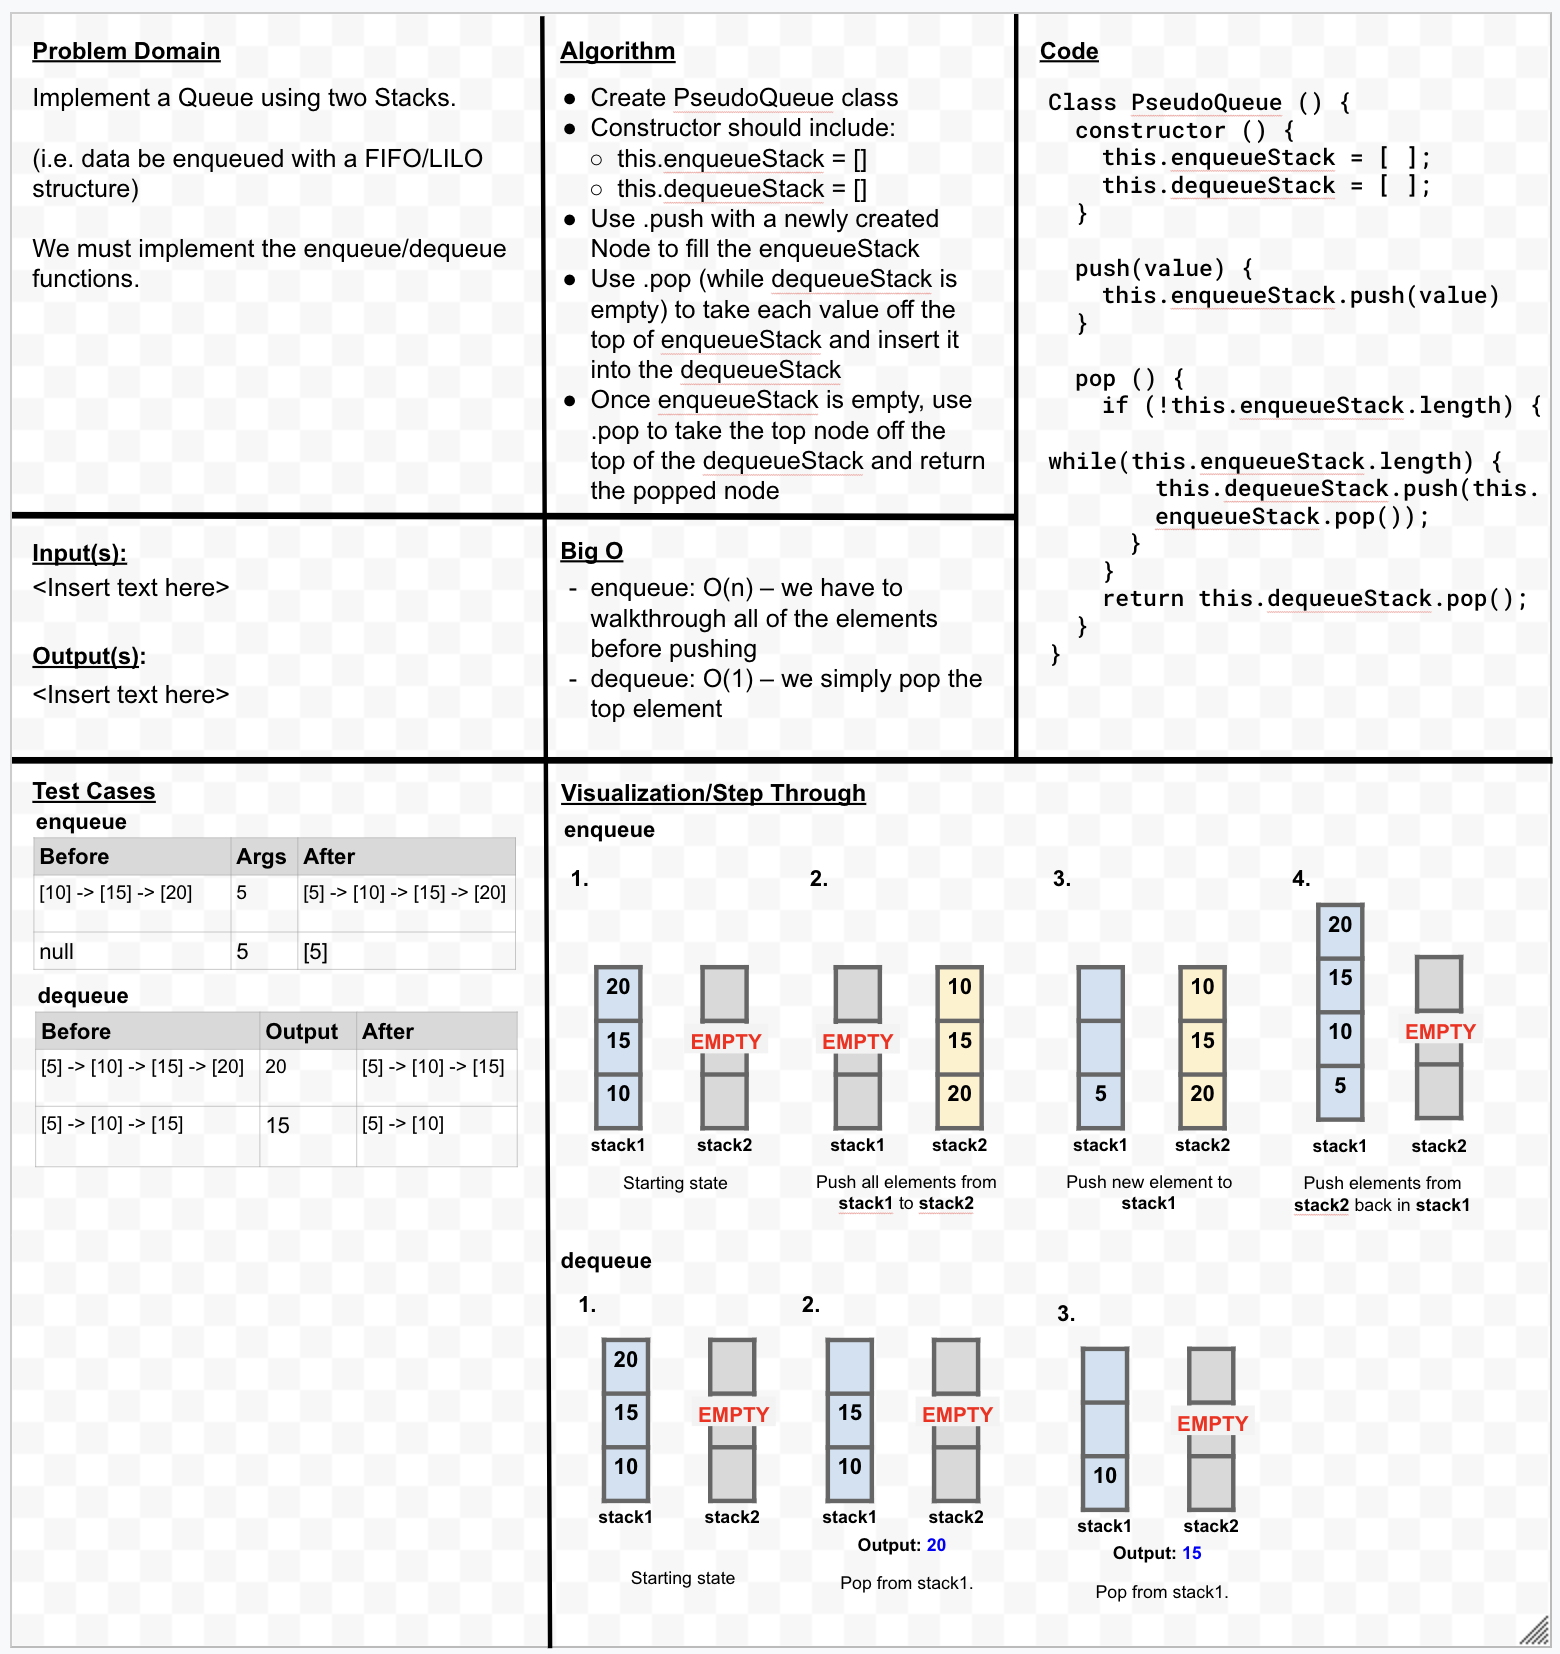 Problem Domain
Implement a Queue using two Stacks.
(i.e. data be enqueued with a FIFO/LILO
structure)
We must implement the enqueue/dequeue
functions.
Algorithm
● Create PseudoQueue class
● Constructor should include:
○ this.enqueueStack = []
○ this.dequeueStack = []
● Use .push with a newly created
Node to fill the enqueueStack
● Use .pop (while dequeueStack is
empty) to take each value off the
top of enqueueStack and insert it
into the dequeueStack
● Once enqueueStack is empty, use
.pop to take the top node off the
top of the dequeueStack and return
the popped node
Code
Class PseudoQueue () {
constructor () {
this.enqueueStack = [ ];
this.dequeueStack = [ ];
}
push(value) {
this.enqueueStack.push(value)
}
pop () {
if (!this.enqueueStack.length) {
while(this.enqueueStack.length) {
this.dequeueStack.push(this.
enqueueStack.pop());
}
}
return this.dequeueStack.pop();
}
}
Input(s):
<Insert text here>
Output(s):
<Insert text here>
Big O
- enqueue: O(n) – we have to
walkthrough all of the elements
before pushing
- dequeue: O(1) – we simply pop the
top element
Test Cases
enqueue
Before Args After
[10] -> [15] -> [20] 5 [5] -> [10] -> [15] -> [20]
null 5 [5]
dequeue
Before Output After
[5] -> [10] -> [15] -> [20] 20 [5] -> [10] -> [15]
[5] -> [10] -> [15] 15 [5] -> [10]
Visualization/Step Through
enqueue
1.
20
15
10
EMPTY
stack1 stack2
Starting state
2.
EMPTY
10
15
20
stack1 stack2
Push all elements from
stack1 to stack2
3.
5
10
15
20
stack1 stack2
Push new element to
stack1
4.
20
15
10
5
EMPTY
stack1 stack2
Push elements from
stack2 back in stack1
dequeue
1.
20
15
10
EMPTY
stack1 stack2
Starting state
2.
15
10
EMPTY
stack1 stack2
Output: 20
Pop from stack1.
3.
10
EMPTY
stack1 stack2
Output: 15
Pop from stack1.